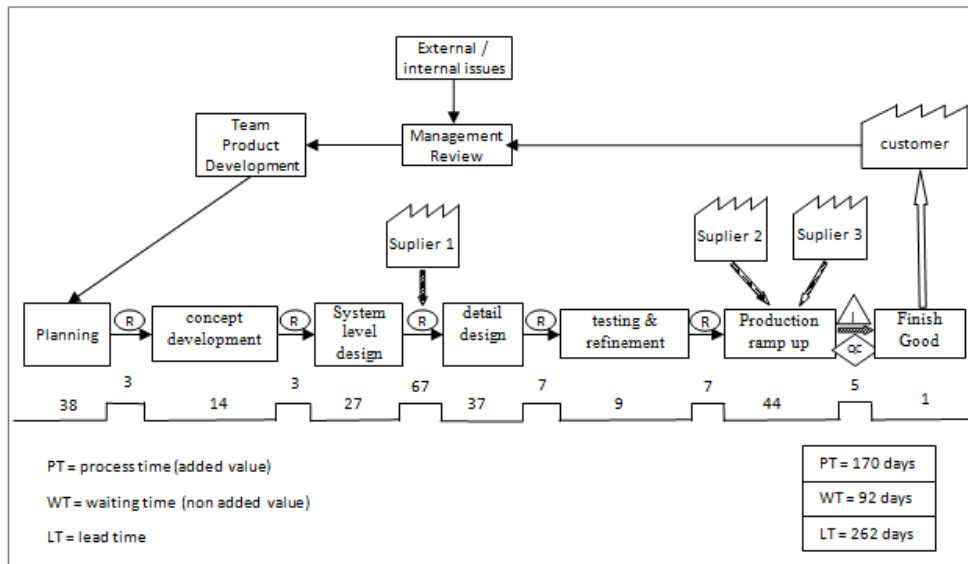 External /
internal issues
Team
Product
Development
Management
Review
customer
Suplier 1
Suplier 2
Suplier 3
Planning
R
concept
development
R
System
level
design
R
detail
design
R
testing &
refinement
R
Production
ramp up
I
QC
Finish
Good
38
3
14
3
27
67
37
7
9
7
44
5
1
PT = process time (added value)
WT = waiting time (non added value)
LT = lead time
PT = 170 days
WT = 92 days
LT = 262 days